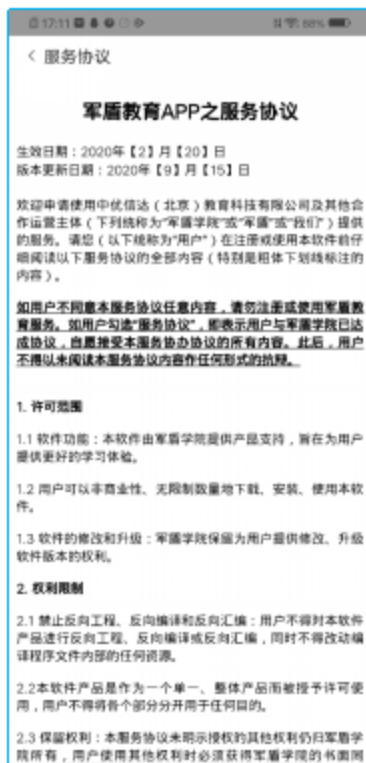 17:11
88%
服务协议
军盾教育APP之服务协议
生效日期：2020年【2】月【20】日
版本更新日期：2020年【9】月【15】日
欢迎申请使用中优信达（北京）教育科技有限公司及其他合
作运营主体（下列统称为“军盾学院”或“军盾”或“我们”）提供
的服务。请您（以下统称为“用户”）在注册或使用本软件前仔
细阅读以下服务协议的全部内容（特别是粗体下划线标注的
内容）。
如用户不同意本服务协议任意内容，请勿注册或使用军盾教
育服务。如用户勾选“服务协议”，即表示用户与军盾学院已达
成协议，自愿接受本服务协办协议的所有内容。此后，用户
不得以未阅读本服务协议内容作任何形式的抗辩。
1. 许可范围
1.1 软件功能：本软件由军盾学院提供产品支持，旨在为用户
提供更好的学习体验。
1.2 用户可以非商业性、无限制数量地下载、安装、使用本软
件。
1.3 软件的修改和升级：军盾学院保留为用户提供修改、升级
软件版本的权利。
2. 权利限制
2.1 禁止反向工程、反向编译和反向汇编：用户不得对本软件
产品进行反向工程、反向编译或反向汇编，同时不得改动编
译程序文件内部的任何资源。
2.2本软件产品是作为一个单一、整体产品而被授予许可使
用，用户不得将各个部分分开用于任何目的。
2.3 保留权利：本服务协议未明示授权的其他权利仍归军盾学
院所有，用户使用其他权利时必须获得军盾学院的书面同